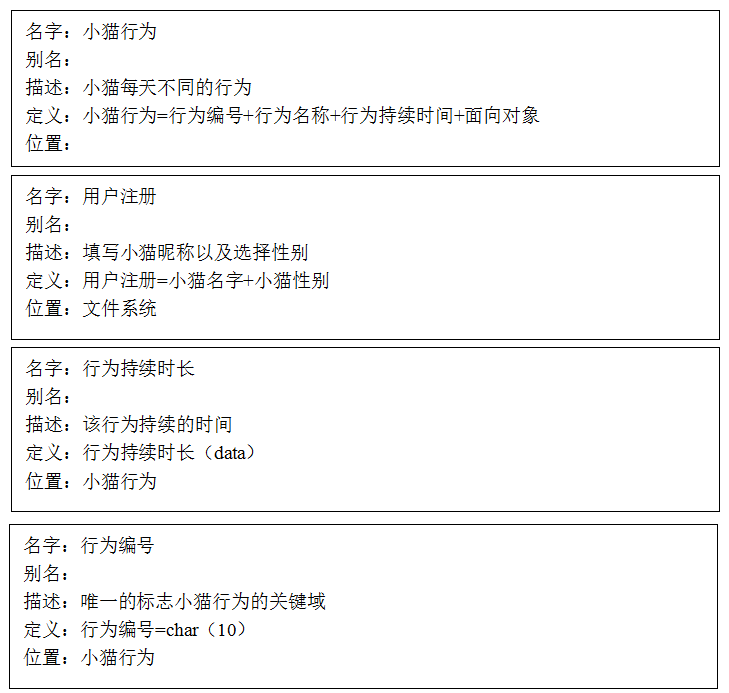 名字：小猫行为
别名：
描述：小猫每天不同的行为
定义：小猫行为=行为编号+行为名称+行为持续时间+面向对象
位置：
名字：用户注册
别名：
描述：填写小猫昵称以及选择性别
定义：用户注册=小猫名字+小猫性别
位置：文件系统
名字：行为持续时长
别名：
描述：该行为持续的时间
定义：行为持续时长（data）
位置：小猫行为
名字：行为编号
别名：
描述：唯一的标志小猫行为的关键域
定义：行为编号=char（10）
位置：小猫行为